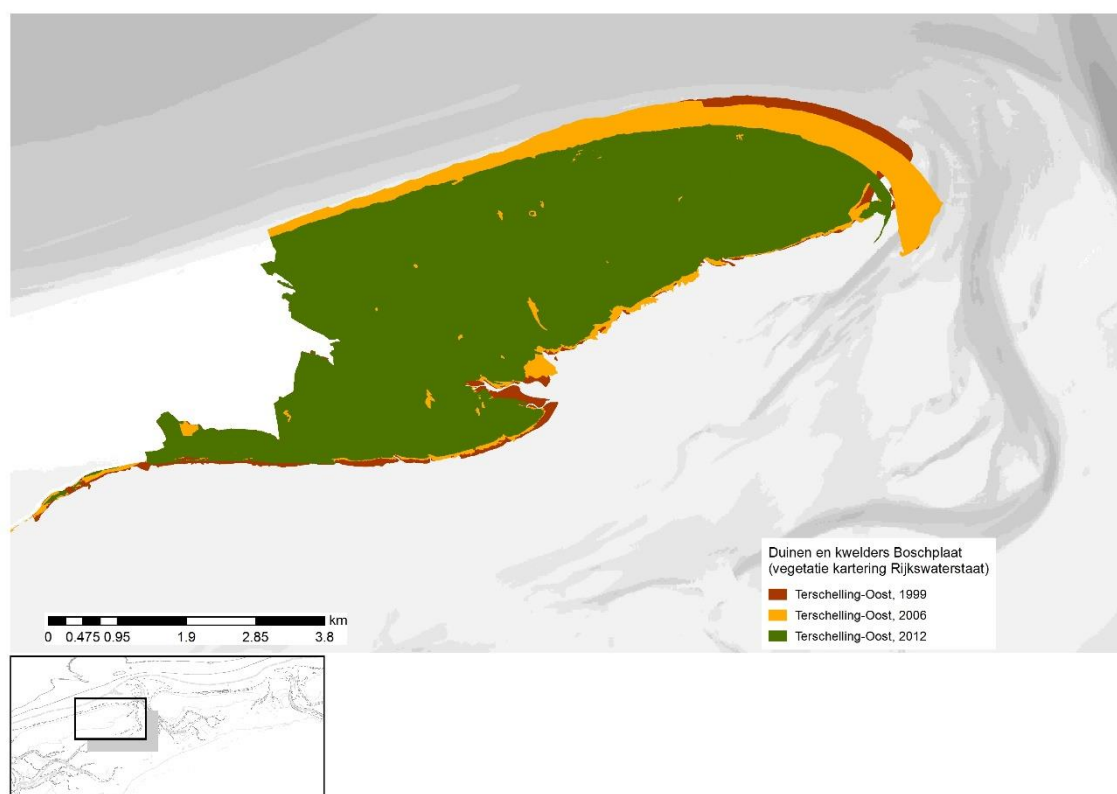 Duinen en kwelders Boschplaat
(vegetatie kartering Rijkswaterstaat)
Terschelling-Oost, 1999
Terschelling-Oost, 2006
Terschelling-Oost, 2012
km
0 0.475 0.95 1.9 2.85 3.8